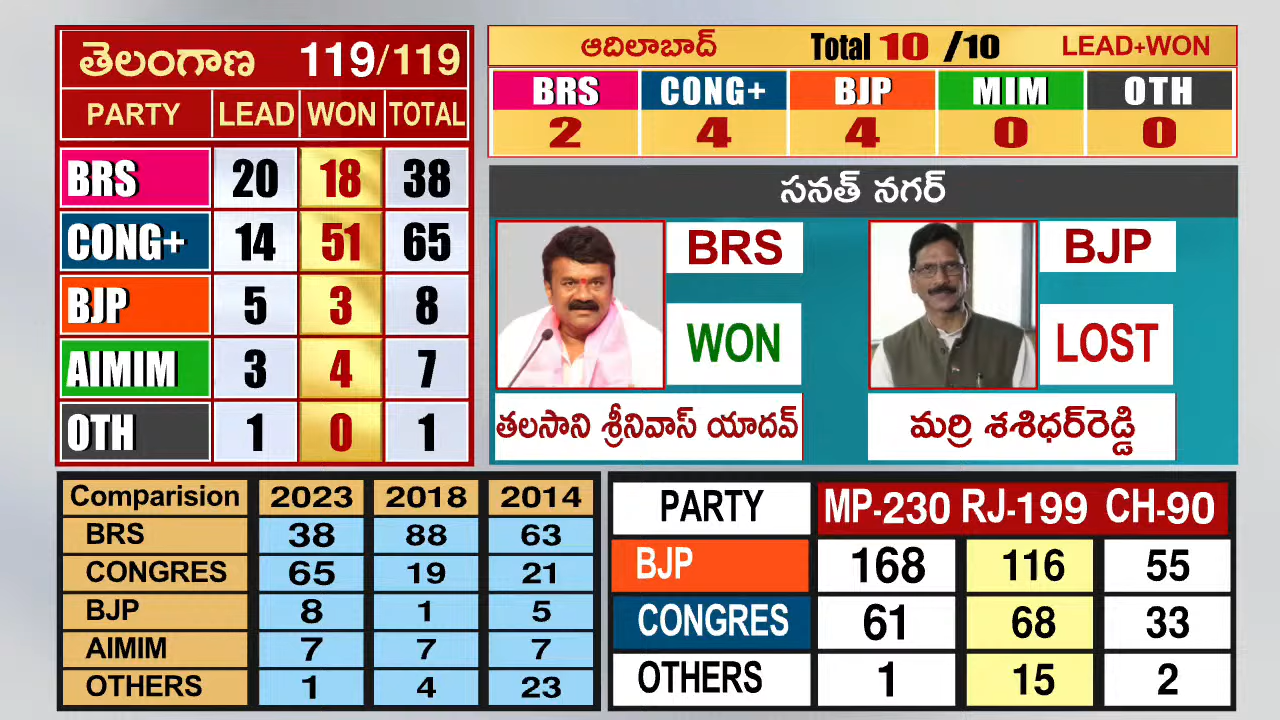 తెలంగాణ 119/119
PARTY LEAD WON TOTAL
BRS 20 18 38
CONG+ 14 51 65
BJP 5 3 8
AIMIM 3 4 7
OTH 1 0 1
ఆదిలాబాద్ Total 10 /10 LEAD+WON
BRS CONG+ BJP MIM OTH
2 4 4 0 0
సనత్ నగర్
BRS BJP
WON LOST
తలసాని శ్రీనివాస్ యాదవ్ మర్రి శశిధర్‌రెడ్డి
Comparision 2023 2018 2014
BRS 38 88 63
CONGRES 65 19 21
BJP 8 1 5
AIMIM 7 7 7
OTHERS 1 4 23
PARTY MP-230 RJ-199 CH-90
BJP 168 116 55
CONGRES 61 68 33
OTHERS 1 15 2